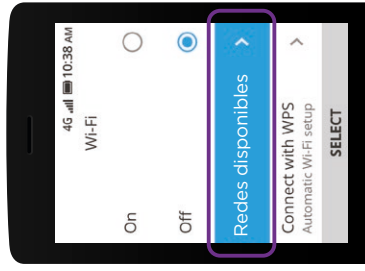 4G 10:38 AM
Wi-Fi
On
Off
Redes disponibles
Connect with WPS
Automatic Wi-Fi setup
SELECT